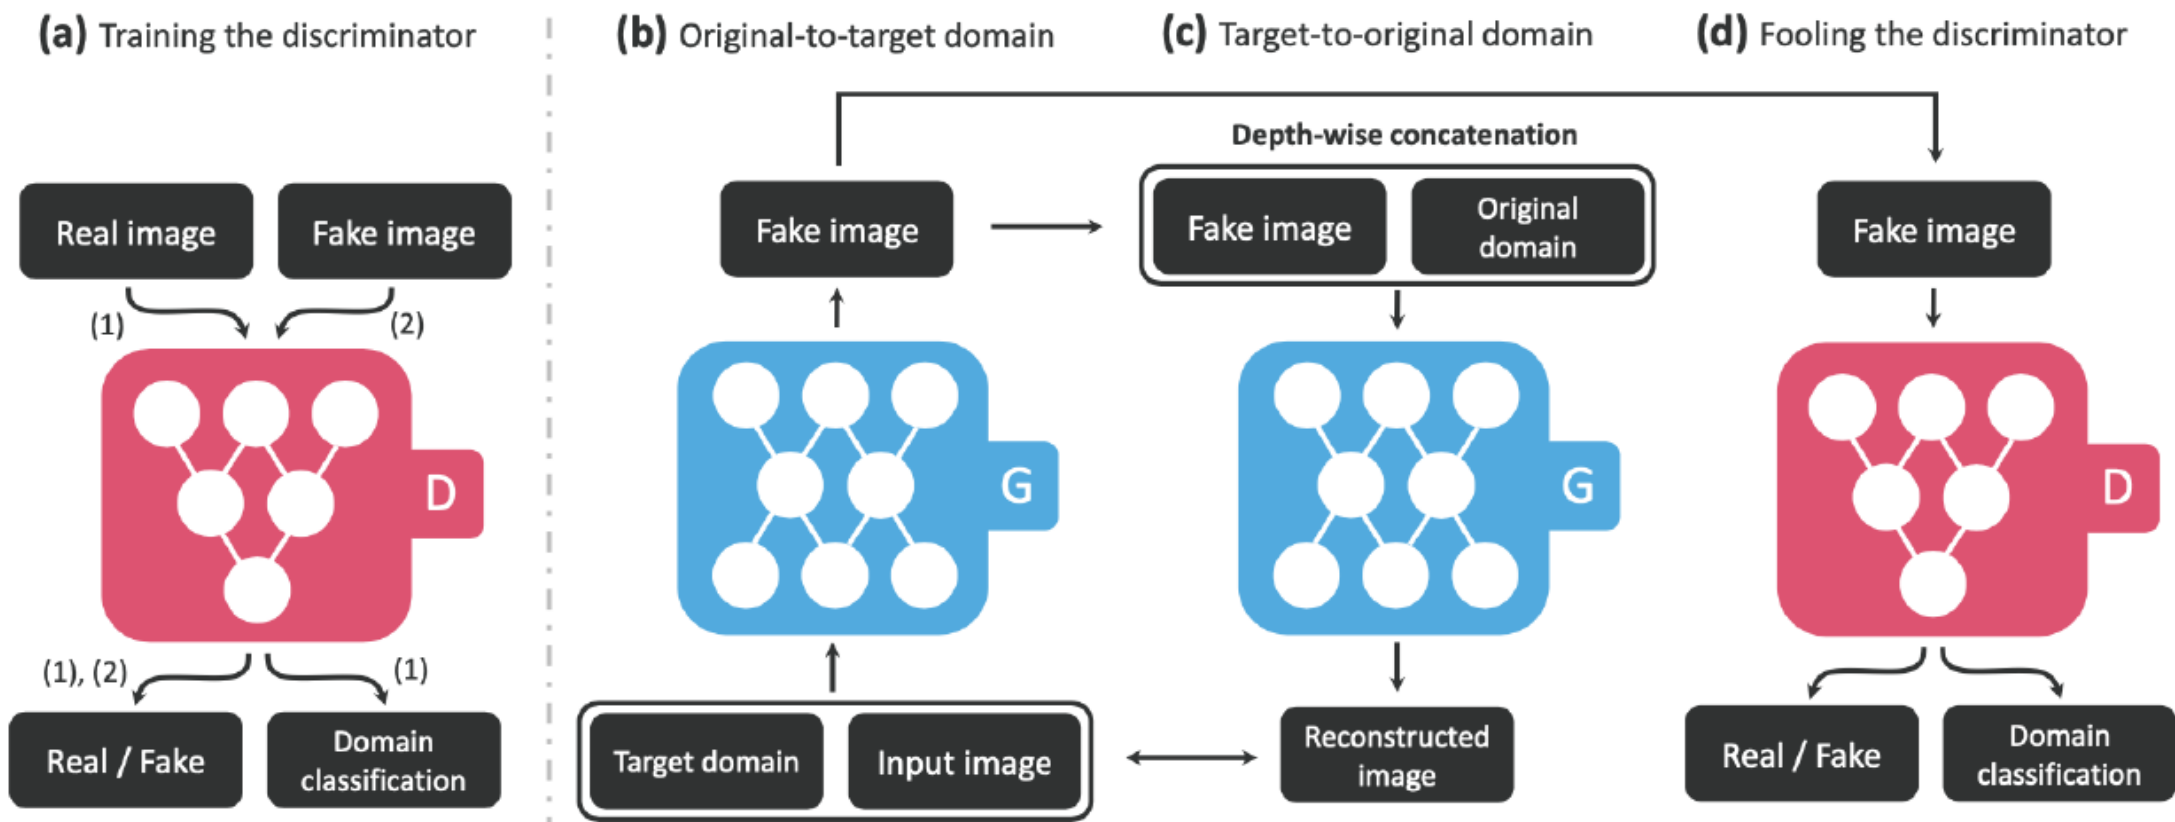 (a) Training the discriminator
(b) Original-to-target domain
(c) Target-to-original domain
(d) Fooling the discriminator
Depth-wise concatenation
Real image
Fake image
(1)
(2)
D
(1), (2)
(1)
Real / Fake
Domain
classification
Fake image
G
Target domain
Input image
Fake image
Original
domain
G
Reconstructed
image
Fake image
D
Real / Fake
Domain
classification